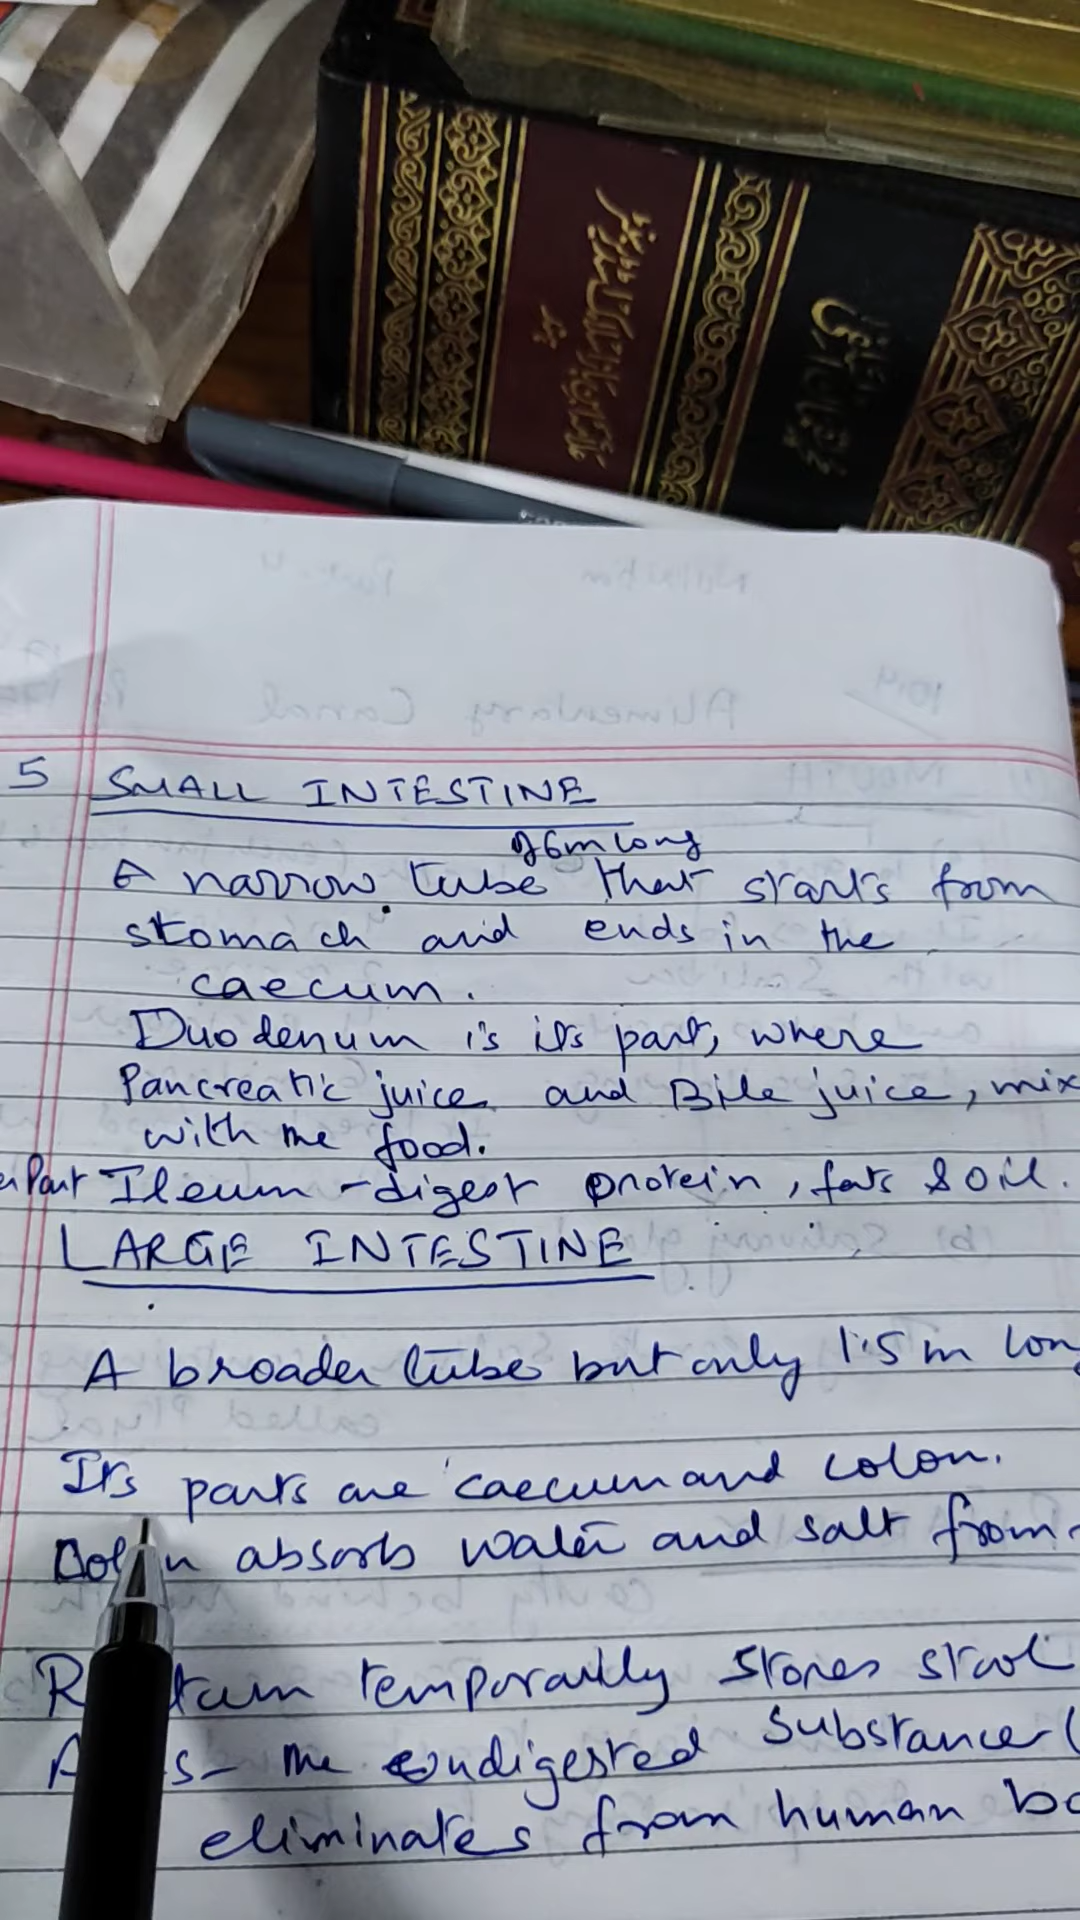 5 SMALL INTESTINE
of 6m long
A narrow tube that starts from
stomach and ends in the
caecum.
Duodenum is its part, where
Pancreatic juice and Bile juice, mix
with the food.
Part Ileum - digest protein, fats & oil.
LARGE INTESTINE
A broader tube but only 1.5 m long
Its parts are caecum and colon.
absorb water and salt from
temporarily stores stool
the undigested substance (
eliminates from human